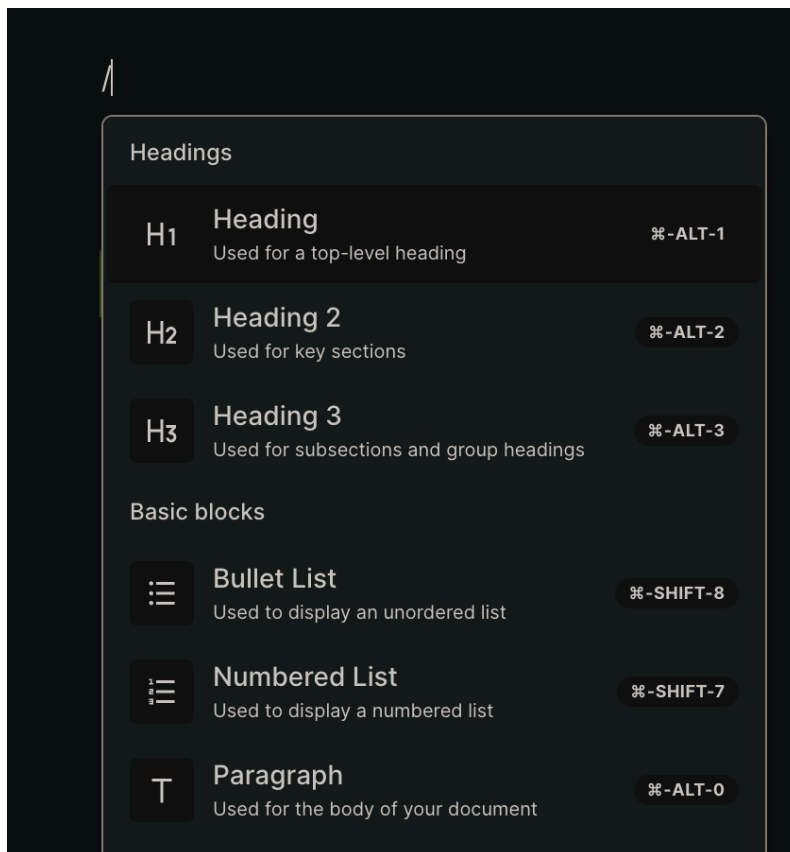 /
Headings
H1 Heading ⌘-ALT-1
Used for a top-level heading
H2 Heading 2 ⌘-ALT-2
Used for key sections
H3 Heading 3 ⌘-ALT-3
Used for subsections and group headings
Basic blocks
Bullet List ⌘-SHIFT-8
Used to display an unordered list
Numbered List ⌘-SHIFT-7
Used to display a numbered list
T Paragraph ⌘-ALT-0
Used for the body of your document